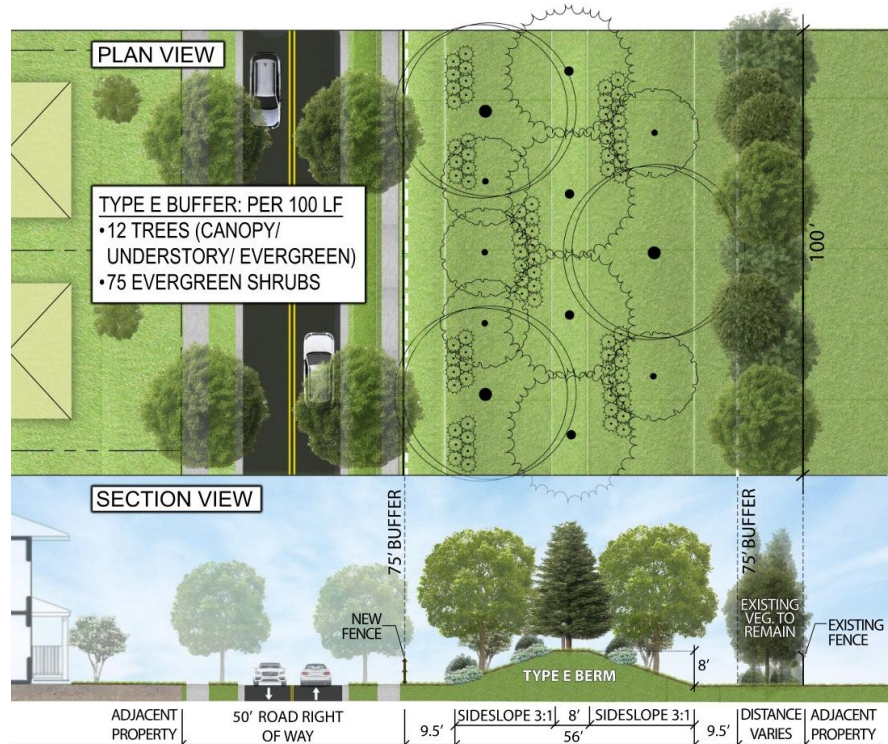 PLAN VIEW
TYPE E BUFFER: PER 100 LF
•12 TREES (CANOPY/
UNDERSTORY/ EVERGREEN)
•75 EVERGREEN SHRUBS
100'
SECTION VIEW
75' BUFFER
75' BUFFER
NEW
FENCE
EXISTING
VEG. TO
REMAIN
EXISTING
FENCE
8'
TYPE E BERM
ADJACENT
PROPERTY
50' ROAD RIGHT
OF WAY
9.5'
SIDESLOPE 3:1
8'
SIDESLOPE 3:1
56'
9.5'
DISTANCE
VARIES
ADJACENT
PROPERTY